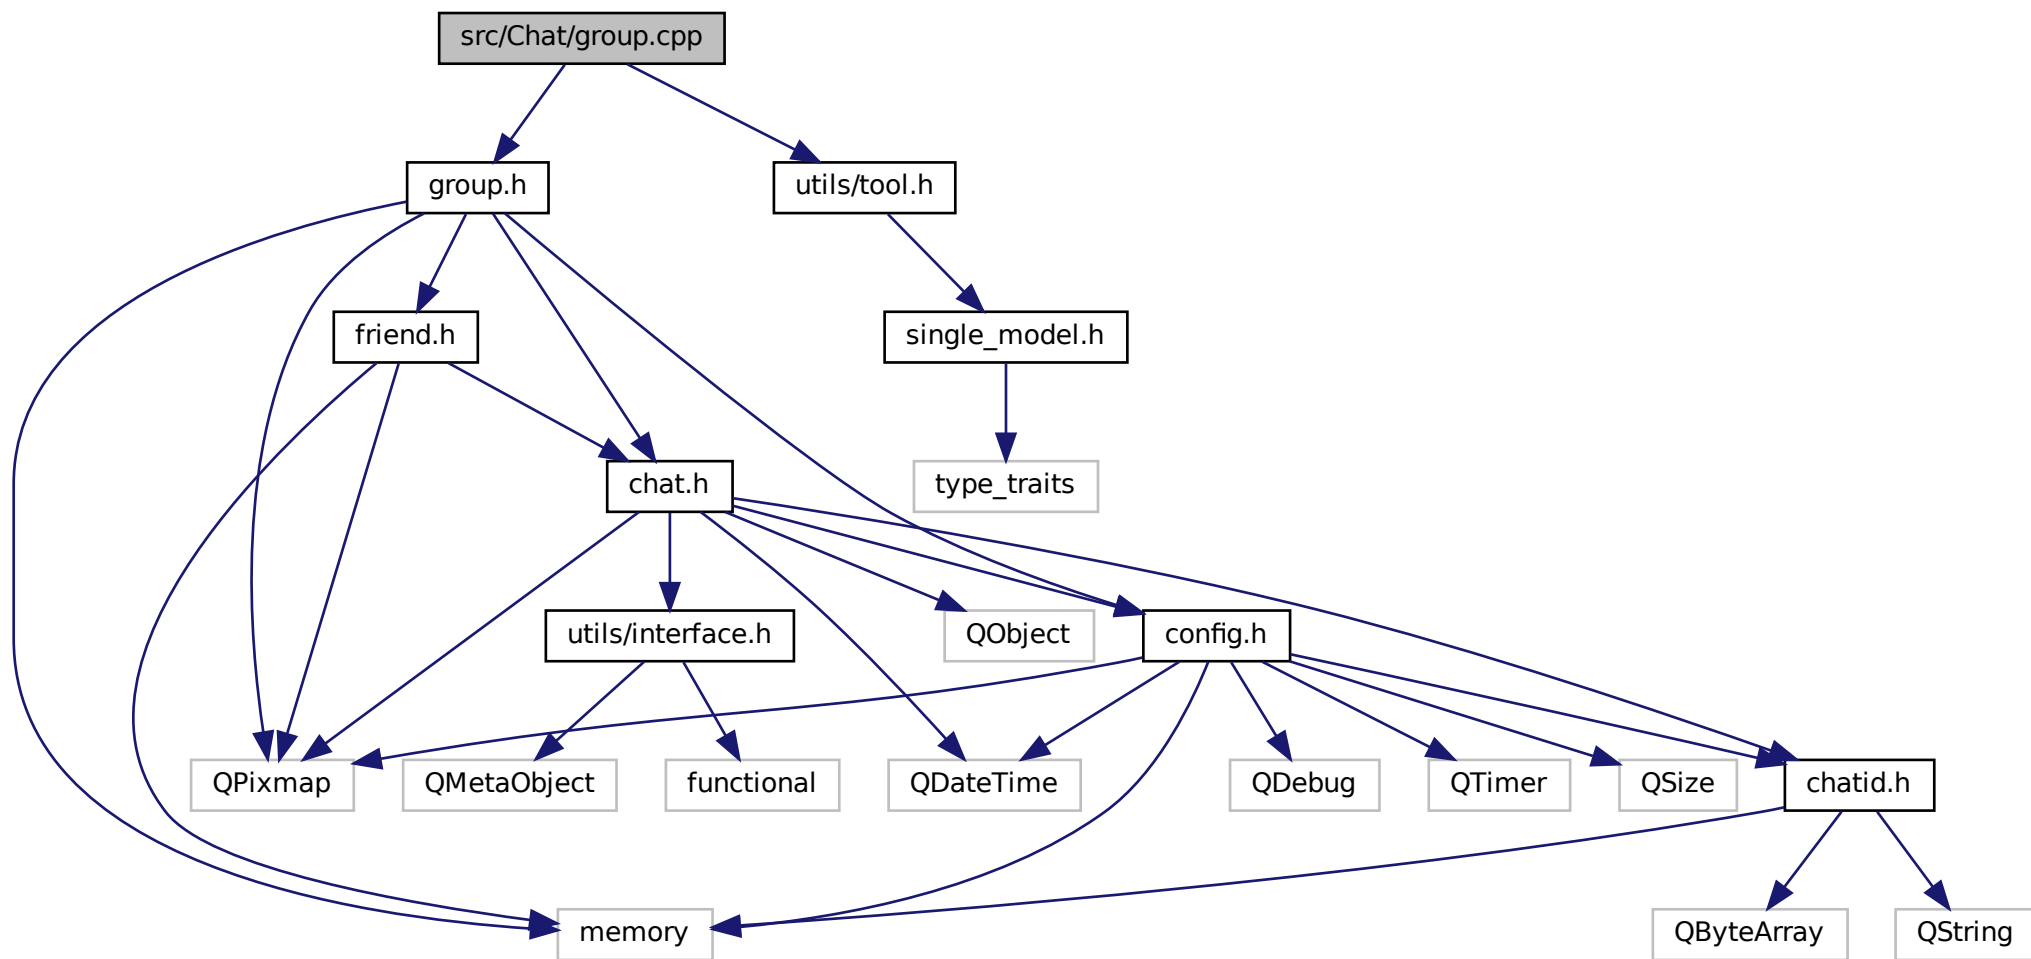 src/Chat/group.cpp
group.h
utils/tool.h
friend.h
single_model.h
chat.h
type_traits
utils/interface.h
QObject
config.h
QPixmap
QMetaObject
functional
QDateTime
QDebug
QTimer
QSize
chatid.h
memory
QByteArray
QString